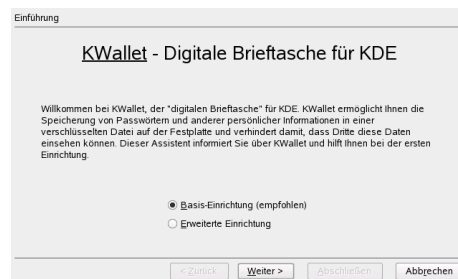 Einführung
KWallet - Digitale Brieftasche für KDE
Willkommen bei KWallet, der "digitalen Brieftasche" für KDE. KWallet ermöglicht Ihnen die
Speicherung von Passwörtern und anderer persönlicher Informationen in einer
verschlüsselten Datei auf der Festplatte und verhindert damit, dass Dritte diese Daten
einsehen können. Dieser Assistent informiert Sie über KWallet und hilft Ihnen bei der ersten
Einrichtung.
Basis-Einrichtung (empfohlen)
Erweiterte Einrichtung
< Zurück Weiter > Abschließen Abbrechen